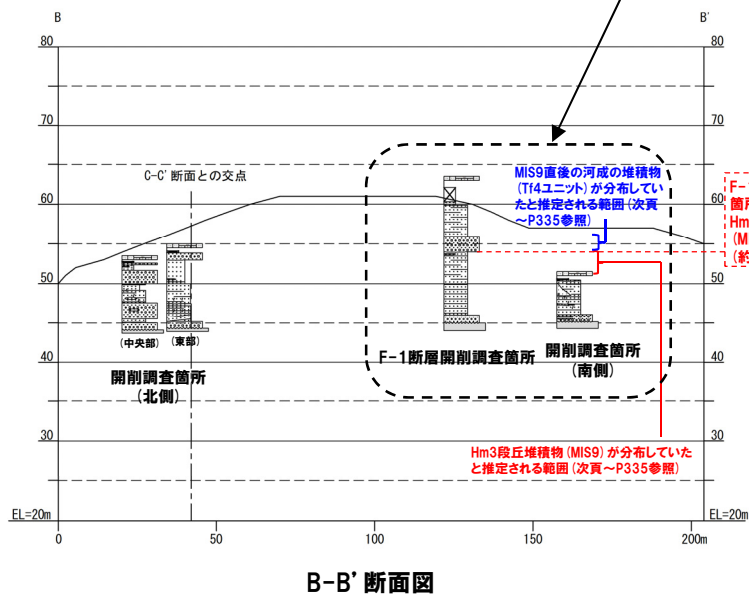 B
B'
80
80
70
70
C-C' 断面との交点
MIS9直後の河成の堆積物
(Tf4ユニット)が分布してい
たと推定される範囲(次頁
～P335参照)
F-
箇所
Hm
(MI
(約
60
60
50
50
(中央部)
(東部)
開削調査箇所
(北側)
F-1断層開削調査箇所
開削調査箇所
(南側)
40
40
Hm3段丘堆積物(MIS9)が分布していた
と推定される範囲(次頁～P335参照)
30
30
EL=20m
EL=20m
0
50
100
150
200m
B-B' 断面図